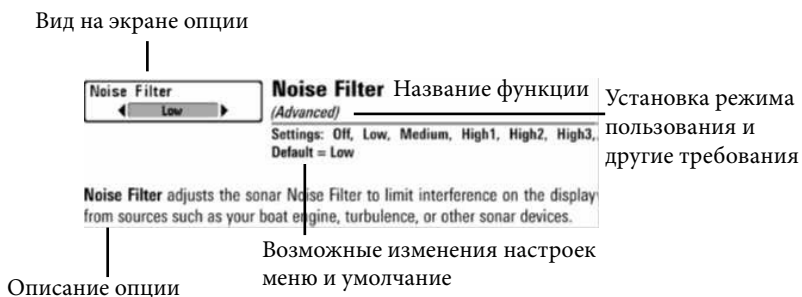 Вид на экране опции
Noise Filter
Low
Noise Filter Название функции
(Advanced)
Settings: Off, Low, Medium, High1, High2, High3,
Default = Low
Установка режима
пользования и
другие требования
Noise Filter adjusts the sonar Noise Filter to limit interference on the display
from sources such as your boat engine, turbulence, or other sonar devices.
Возможные изменения настроек
меню и умолчание
Описание опции